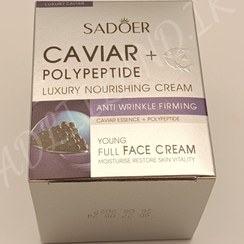 LUXURY CAVIAR
SADOER
CAVIAR +
POLYPEPTIDE
LUXURY NOURISHING CREAM
ANTI WRINKLE FIRMING
CAVIAR ESSENCE + POLYPEPTIDE
YOUNG
FULL FACE CREAM
MOISTURISE RESTORE SKIN VITALITY